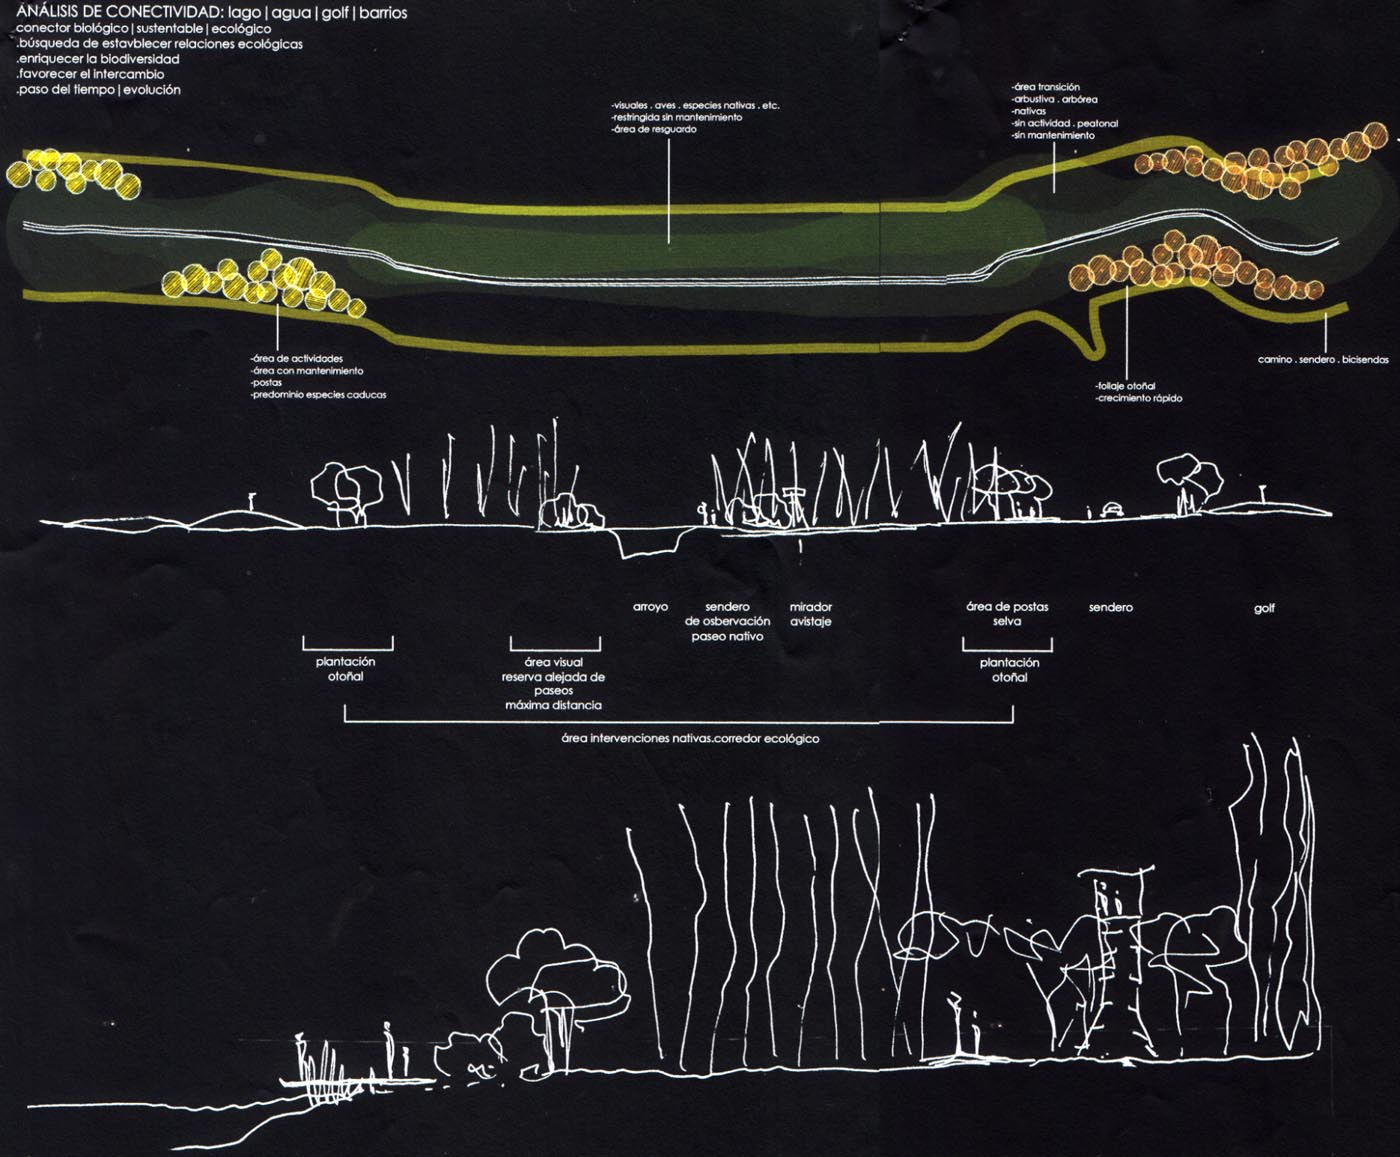 ANÁLISIS DE CONECTIVIDAD: lago | agua | golf | barrios
conector biológico | sustentable | ecológico
.búsqueda de estavblecer relaciones ecológicas
.enriquecer la biodiversidad
.favorecer el intercambio
.paso del tiempo | evolución
-visuales . aves . especies nativas . etc.
-restringida sin mantenimiento
-área de resguardo
-área transición
-arbustiva . arbórea
-nativas
-sin actividad . peatonal
-sin mantenimiento
-área de actividades
-área con mantenimiento
-postas
-predominio especies caducas
camino . sendero . bicisendas
-follaje otoñal
-crecimiento rápido
arroyo
sendero
de osbervación
paseo nativo
mirador
avistaje
área de postas
selva
sendero
golf
plantación
otoñal
área visual
reserva alejada de
paseos
máxima distancia
plantación
otoñal
área intervenciones nativas.corredor ecológico